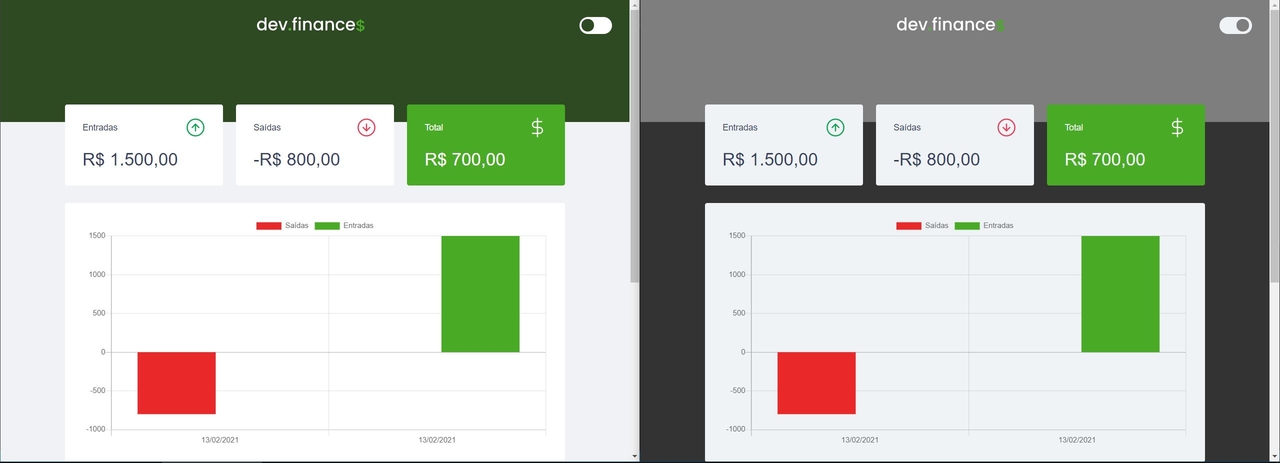 dev.finance$
Entradas
R$ 1.500,00
Saídas
-R$ 800,00
Total
$
R$ 700,00
Saídas Entradas
1500
1000
500
0
-500
-1000
13/02/2021 13/02/2021
dev.finance$
Entradas
R$ 1.500,00
Saídas
-R$ 800,00
Total
$
R$ 700,00
Saídas Entradas
1500
1000
500
0
-500
-1000
13/02/2021 13/02/2021